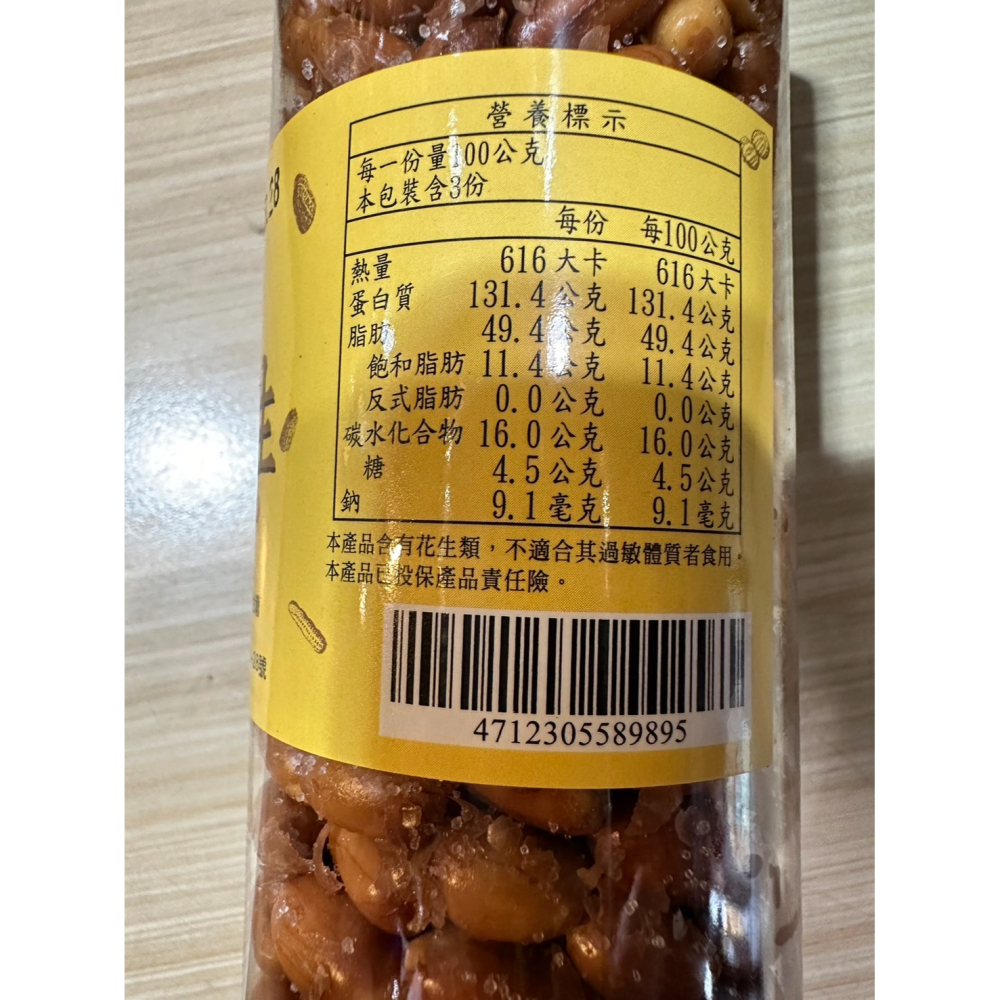 營養標示
每一份量100公克
本包裝含3份
每份 每100公克
熱量 616大卡 616大卡
蛋白質 131.4公克 131.4公克
脂肪 49.4公克 49.4公克
飽和脂肪 11.4公克 11.4公克
反式脂肪 0.0公克 0.0公克
碳水化合物 16.0公克 16.0公克
糖 4.5公克 4.5公克
鈉 9.1毫克 9.1毫克
本產品含有花生類，不適合其過敏體質者食用。
本產品已投保產品責任險。
4712305589895